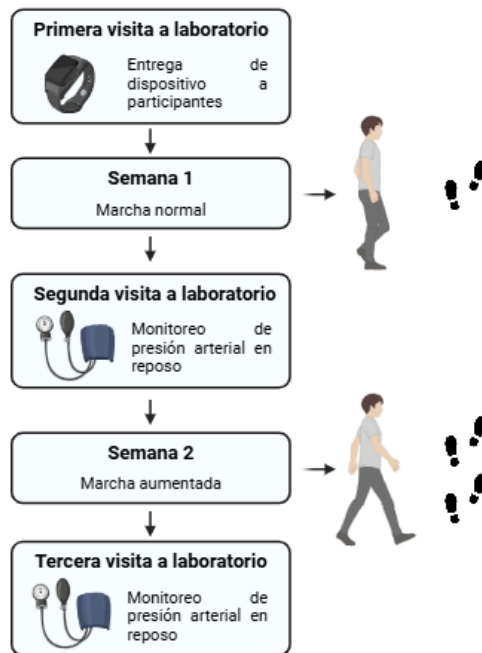 Primera visita a laboratorio
Entrega de
dispositivo a
participantes
Semana 1
Marcha normal
Segunda visita a laboratorio
Monitoreo de
presión arterial en
reposo
Semana 2
Marcha aumentada
Tercera visita a laboratorio
Monitoreo de
presión arterial en
reposo